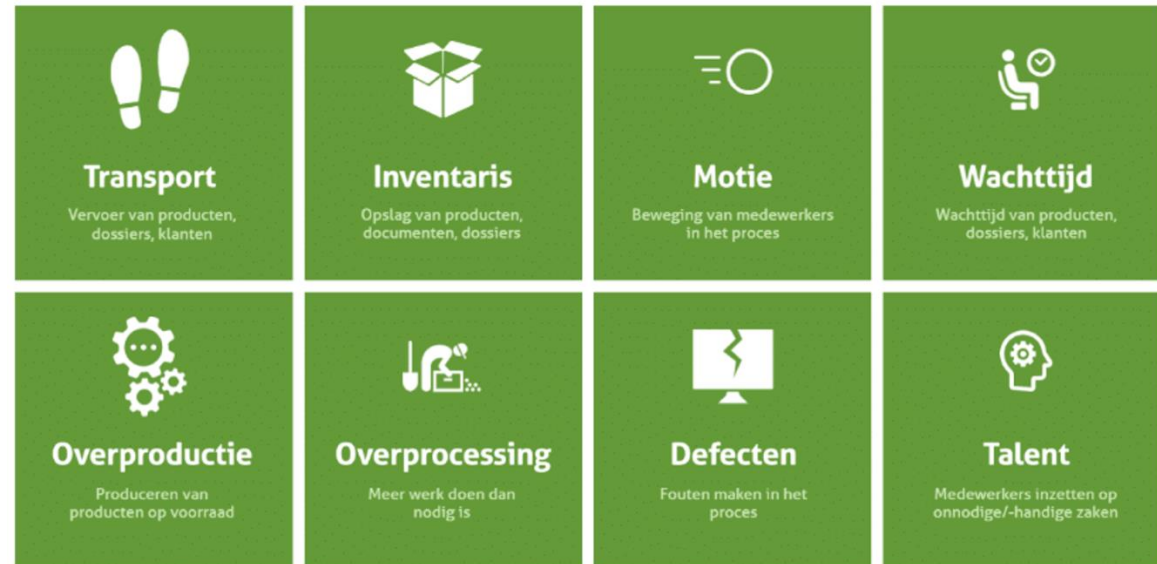 Transport
Vervoer van producten,
dossiers, klanten
Inventaris
Opslag van producten,
documenten, dossiers
Motie
Beweging van medewerkers
in het proces
Wachttijd
Wachttijd van producten,
dossiers, klanten
Overproductie
Produceren van
producten op voorraad
Overprocessing
Meer werk doen dan
nodig is
Defecten
Fouten maken in het
proces
Talent
Medewerkers inzetten op
onnodige/-handige zaken